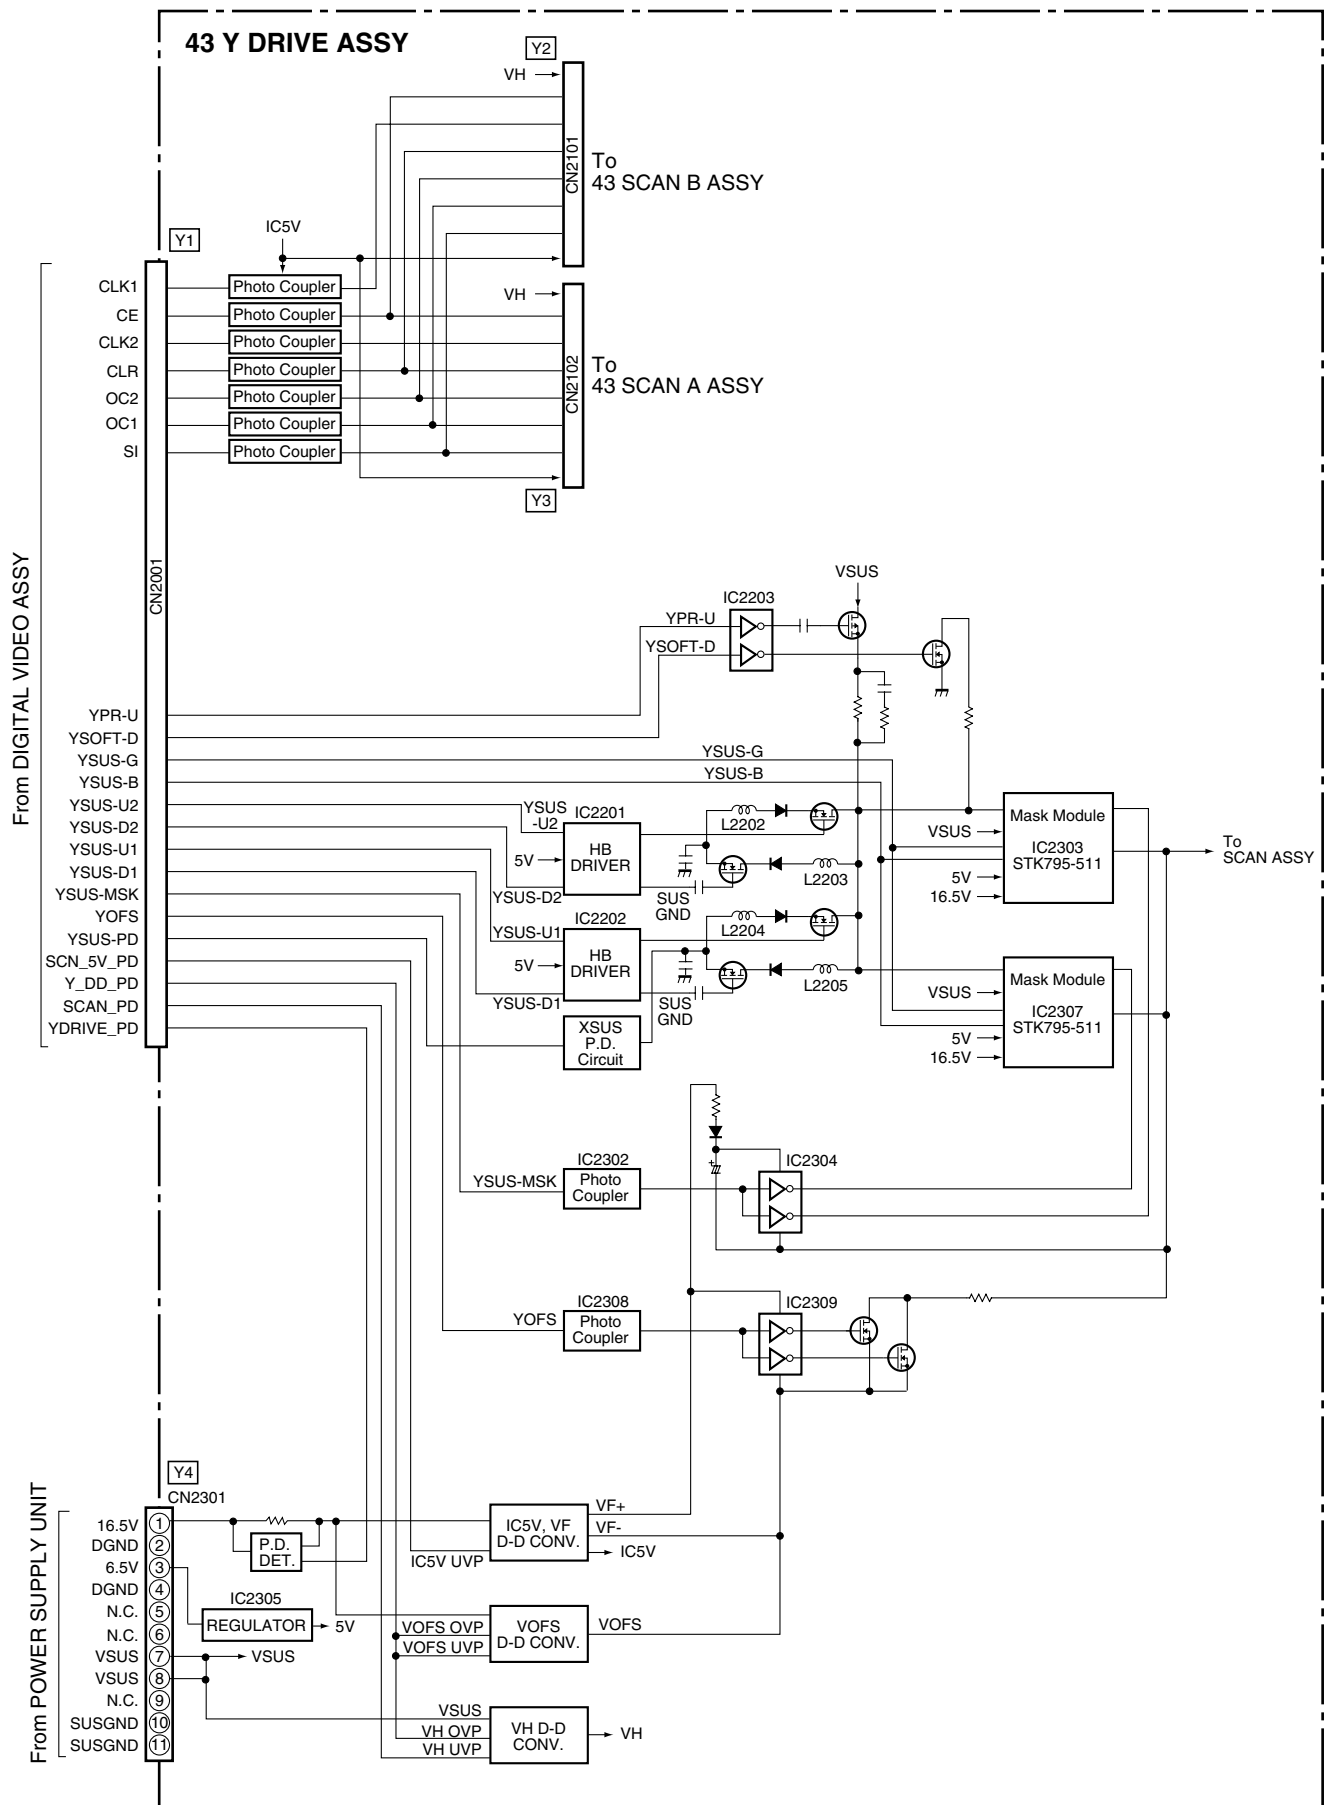 43 Y DRIVE ASSY
Y2
VH
CN2101
To
43 SCAN B ASSY
IC5V
Y1
CLK1
Photo Coupler
CE
Photo Coupler
CLK2
Photo Coupler
CLR
Photo Coupler
OC2
Photo Coupler
OC1
Photo Coupler
SI
Photo Coupler
VH
CN2102
To
43 SCAN A ASSY
Y3
From DIGITAL VIDEO ASSY
CN2001
VSUS
IC2203
YPR-U
YSOFT-D
YPR-U
YSOFT-D
YSUS-G
YSUS-B
YSUS-U2
YSUS-D2
YSUS-U1
YSUS-D1
YSUS-MSK
YOFS
YSUS-PD
SCN_5V_PD
Y_DD_PD
SCAN_PD
YDRIVE_PD
YSUS-G
YSUS-B
YSUS
-U2
IC2201
HB
DRIVER
5V
YSUS-D2
L2202
L2203
SUS
GND
IC2202
YSUS-U1
HB
DRIVER
5V
YSUS-D1
L2204
L2205
SUS
GND
XSUS
P.D.
Circuit
Mask Module
IC2303
STK795-511
VSUS
5V
16.5V
To
SCAN ASSY
Mask Module
IC2307
STK795-511
VSUS
5V
16.5V
IC2302
YSUS-MSK
Photo
Coupler
+
IC2304
IC2308
YOFS
Photo
Coupler
IC2309
Y4
CN2301
From POWER SUPPLY UNIT
16.5V 1
DGND 2
6.5V 3
DGND 4
N.C. 5
N.C. 6
VSUS 7
VSUS 8
N.C. 9
SUSGND 10
SUSGND 11
P.D.
DET.
IC2305
REGULATOR
5V
VSUS
IC5V UVP
IC5V, VF
D-D CONV.
VF+
VF-
IC5V
VOFS OVP
VOFS UVP
VOFS
D-D CONV.
VOFS
VSUS
VH OVP
VH UVP
VH D-D
CONV.
VH